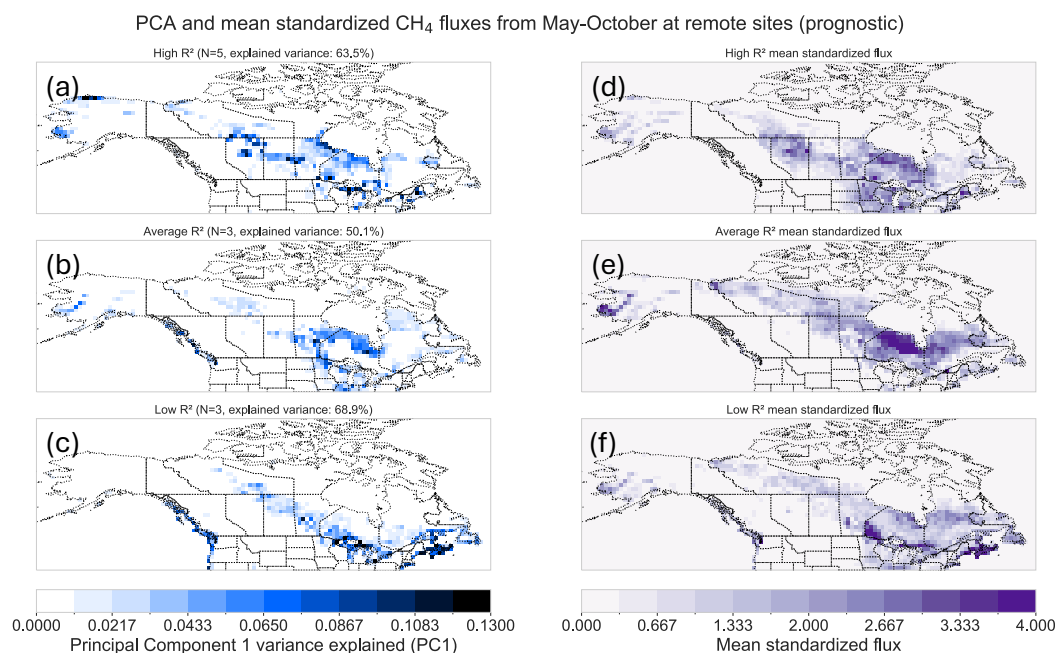 PCA and mean standardized CH₄ fluxes from May-October at remote sites (prognostic)
High R² (N=5, explained variance: 63.5%)
(a)
High R² mean standardized flux
(d)
Average R² (N=3, explained variance: 50.1%)
(b)
Average R² mean standardized flux
(e)
Low R² (N=3, explained variance: 68.9%)
(c)
Low R² mean standardized flux
(f)
0.0000 0.0217 0.0433 0.0650 0.0867 0.1083 0.1300
Principal Component 1 variance explained (PC1)
0.000 0.667 1.333 2.000 2.667 3.333 4.000
Mean standardized flux